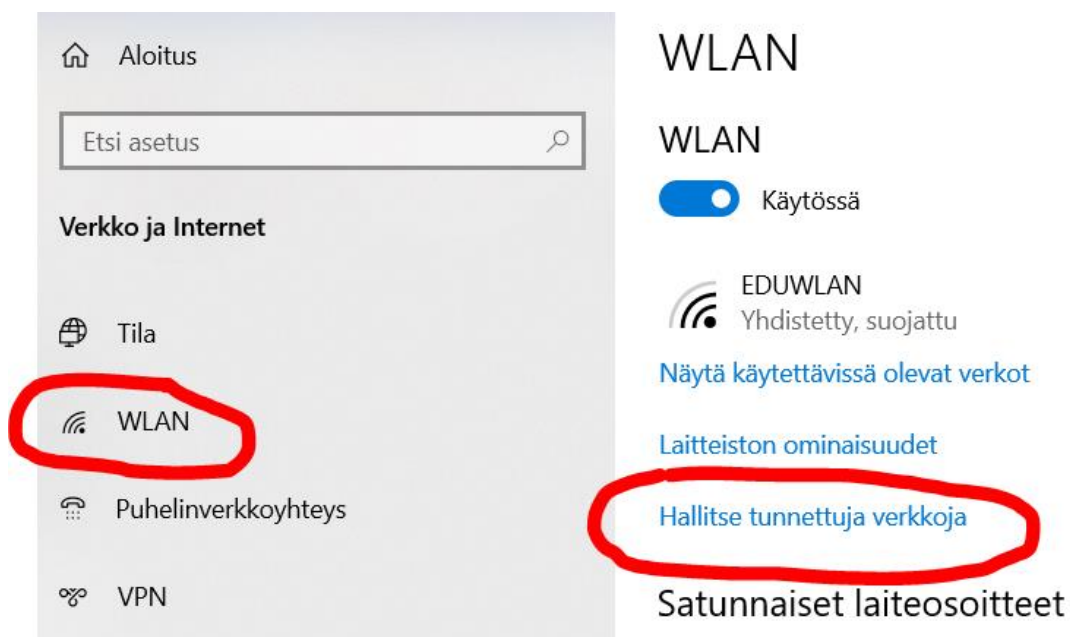 Aloitus
Etsi asetus
Verkko ja Internet
Tila
WLAN
Puhelinverkkoyhteys
VPN
WLAN
WLAN
Käytössä
EDUWLAN
Yhdistetty, suojattu
Näytä käytettävissä olevat verkot
Laitteiston ominaisuudet
Hallitse tunnettuja verkkoja
Satunnaiset laiteosoitteet